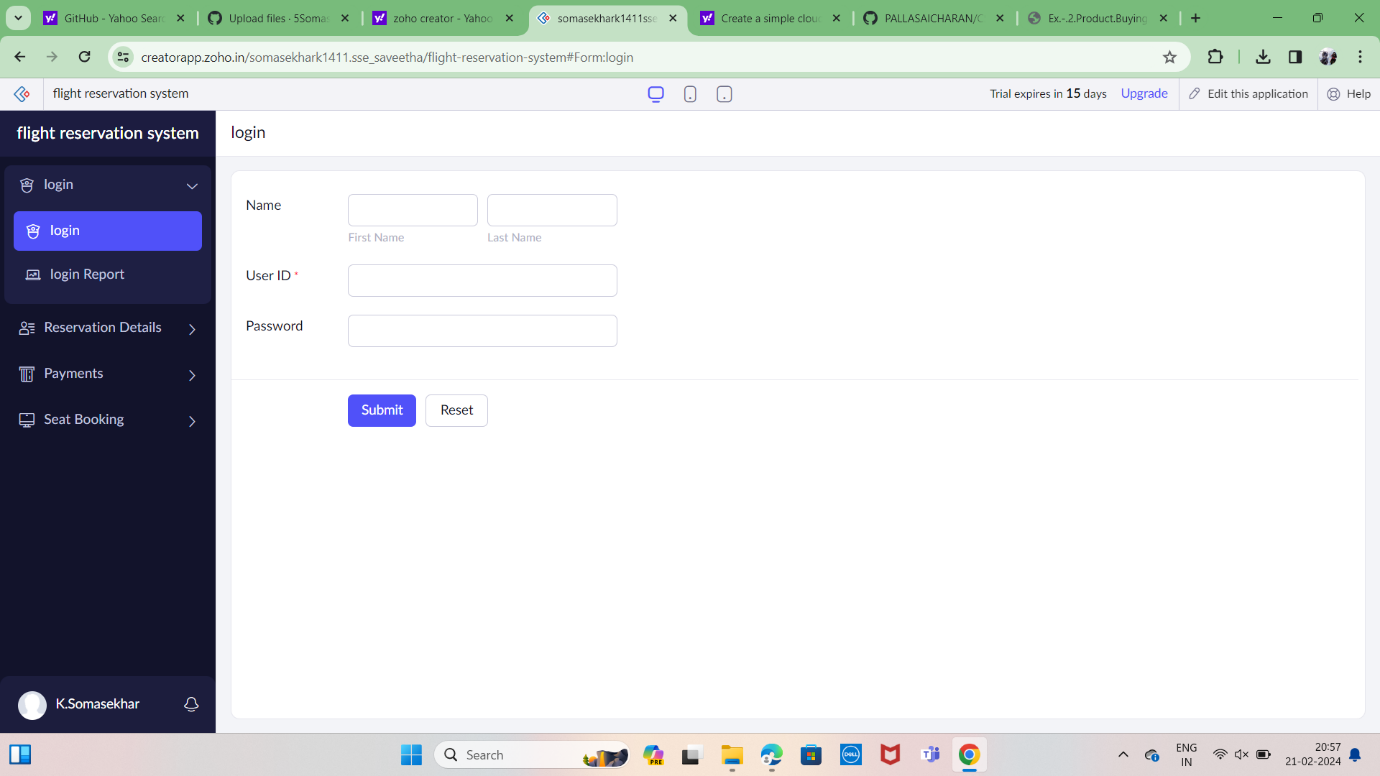 GitHub - Yahoo Sear
Upload files · 5Somas
zoho creator - Yahoo
somasekhark1411sse
Create a simple clou
PALLASAICHARAN/C
Ex.-.2.Product.Buying
creatorapp.zoho.in/somasekhark1411.sse_saveetha/flight-reservation-system#Form:login
flight reservation system
Trial expires in 15 days
Upgrade
Edit this application
Help
flight reservation system
login
login
login
login Report
Reservation Details
Payments
Seat Booking
Name
First Name
Last Name
User ID *
Password
Submit
Reset
K.Somasekhar
Search
PRE
DELL
ENG
IN
20:57
21-02-2024